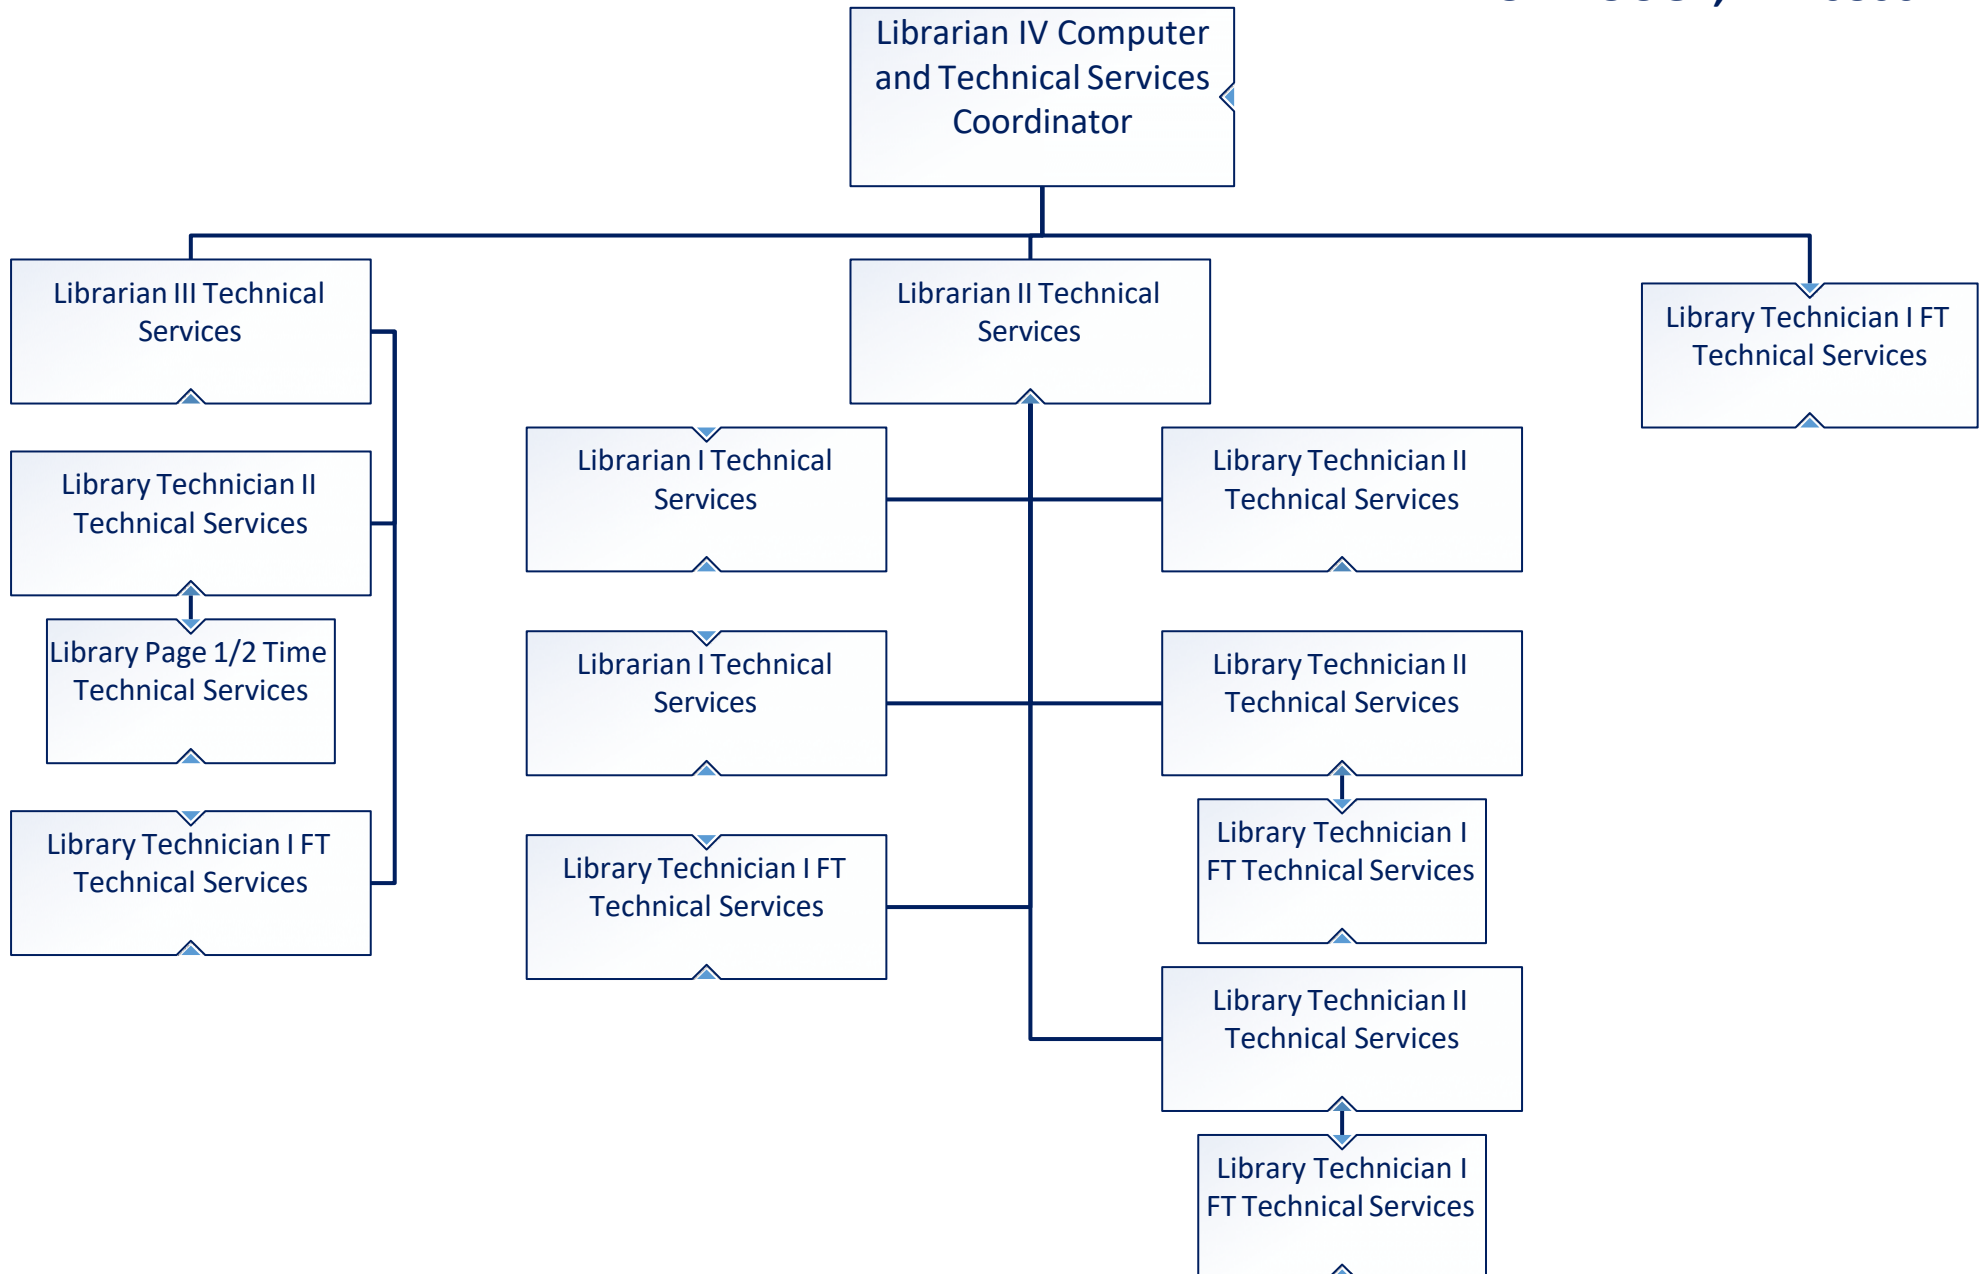 Librarian IV Computer
and Technical Services
Coordinator
Librarian III Technical
Services
Librarian II Technical
Services
Library Technician I FT
Technical Services
Library Technician II
Technical Services
Library Page 1/2 Time
Technical Services
Library Technician I FT
Technical Services
Librarian I Technical
Services
Librarian I Technical
Services
Library Technician I FT
Technical Services
Library Technician II
Technical Services
Library Technician II
Technical Services
Library Technician I
FT Technical Services
Library Technician II
Technical Services
Library Technician I
FT Technical Services